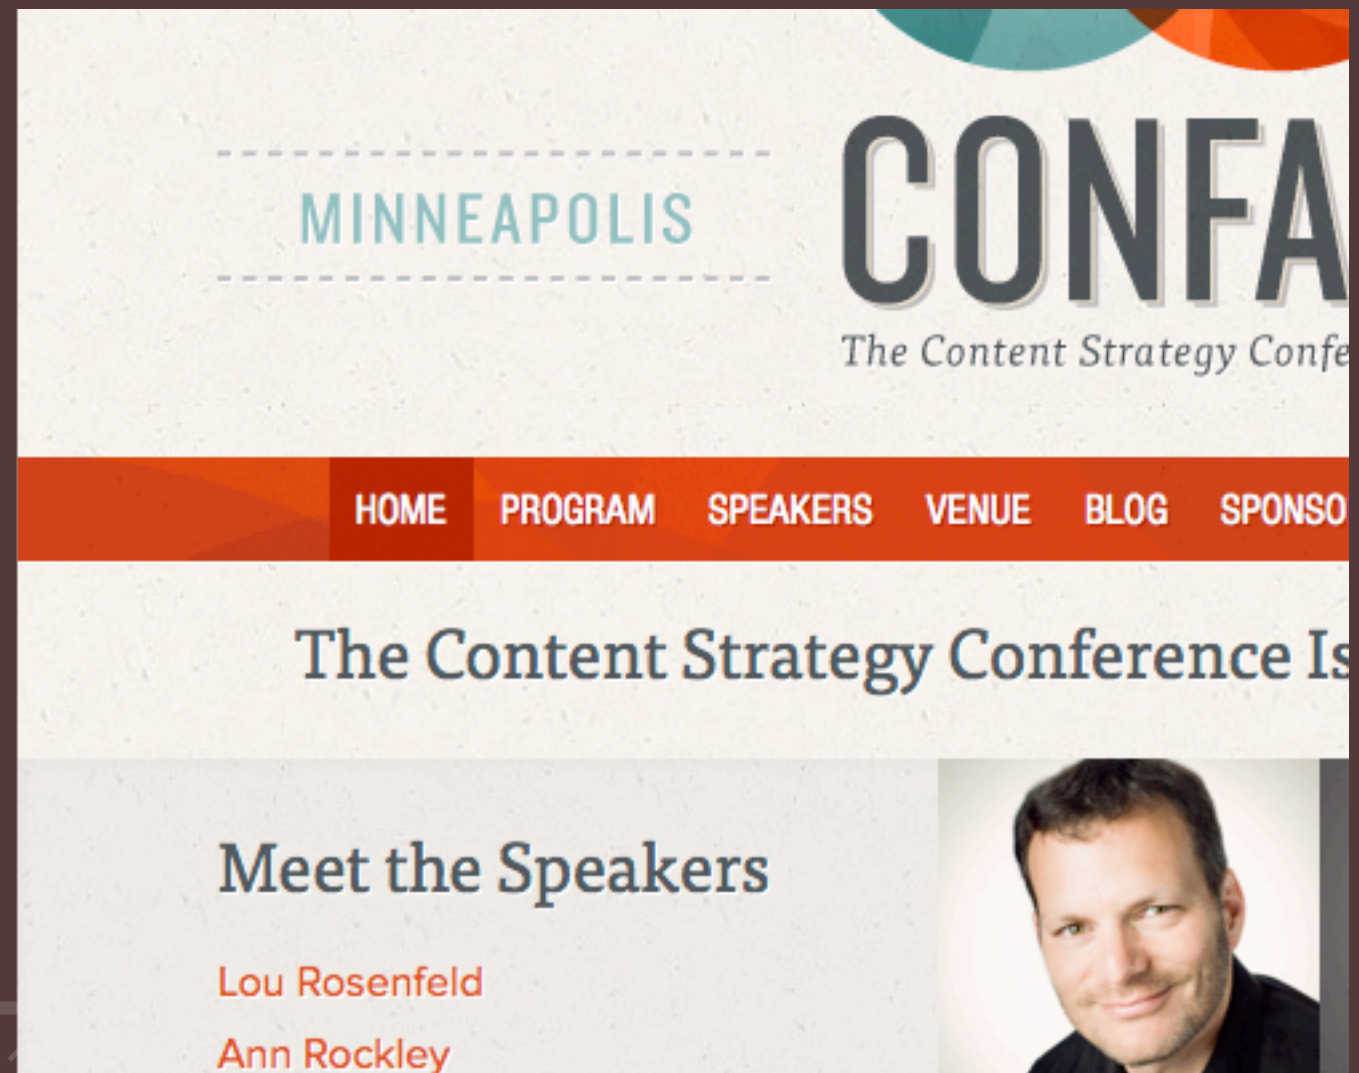 MINNEAPOLIS
CONFA
The Content Strategy Confe
HOME PROGRAM SPEAKERS VENUE BLOG SPONSO
The Content Strategy Conference Is
Meet the Speakers
Lou Rosenfeld
Ann Rockley